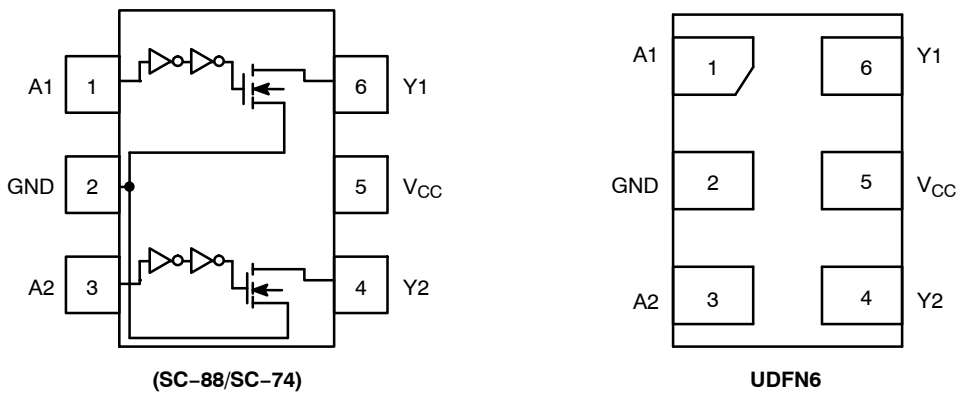 A1 1 6 Y1
GND 2 5 VCC
A2 3 4 Y2
(SC−88/SC−74)
A1 1 6 Y1
GND 2 5 VCC
A2 3 4 Y2
UDFN6